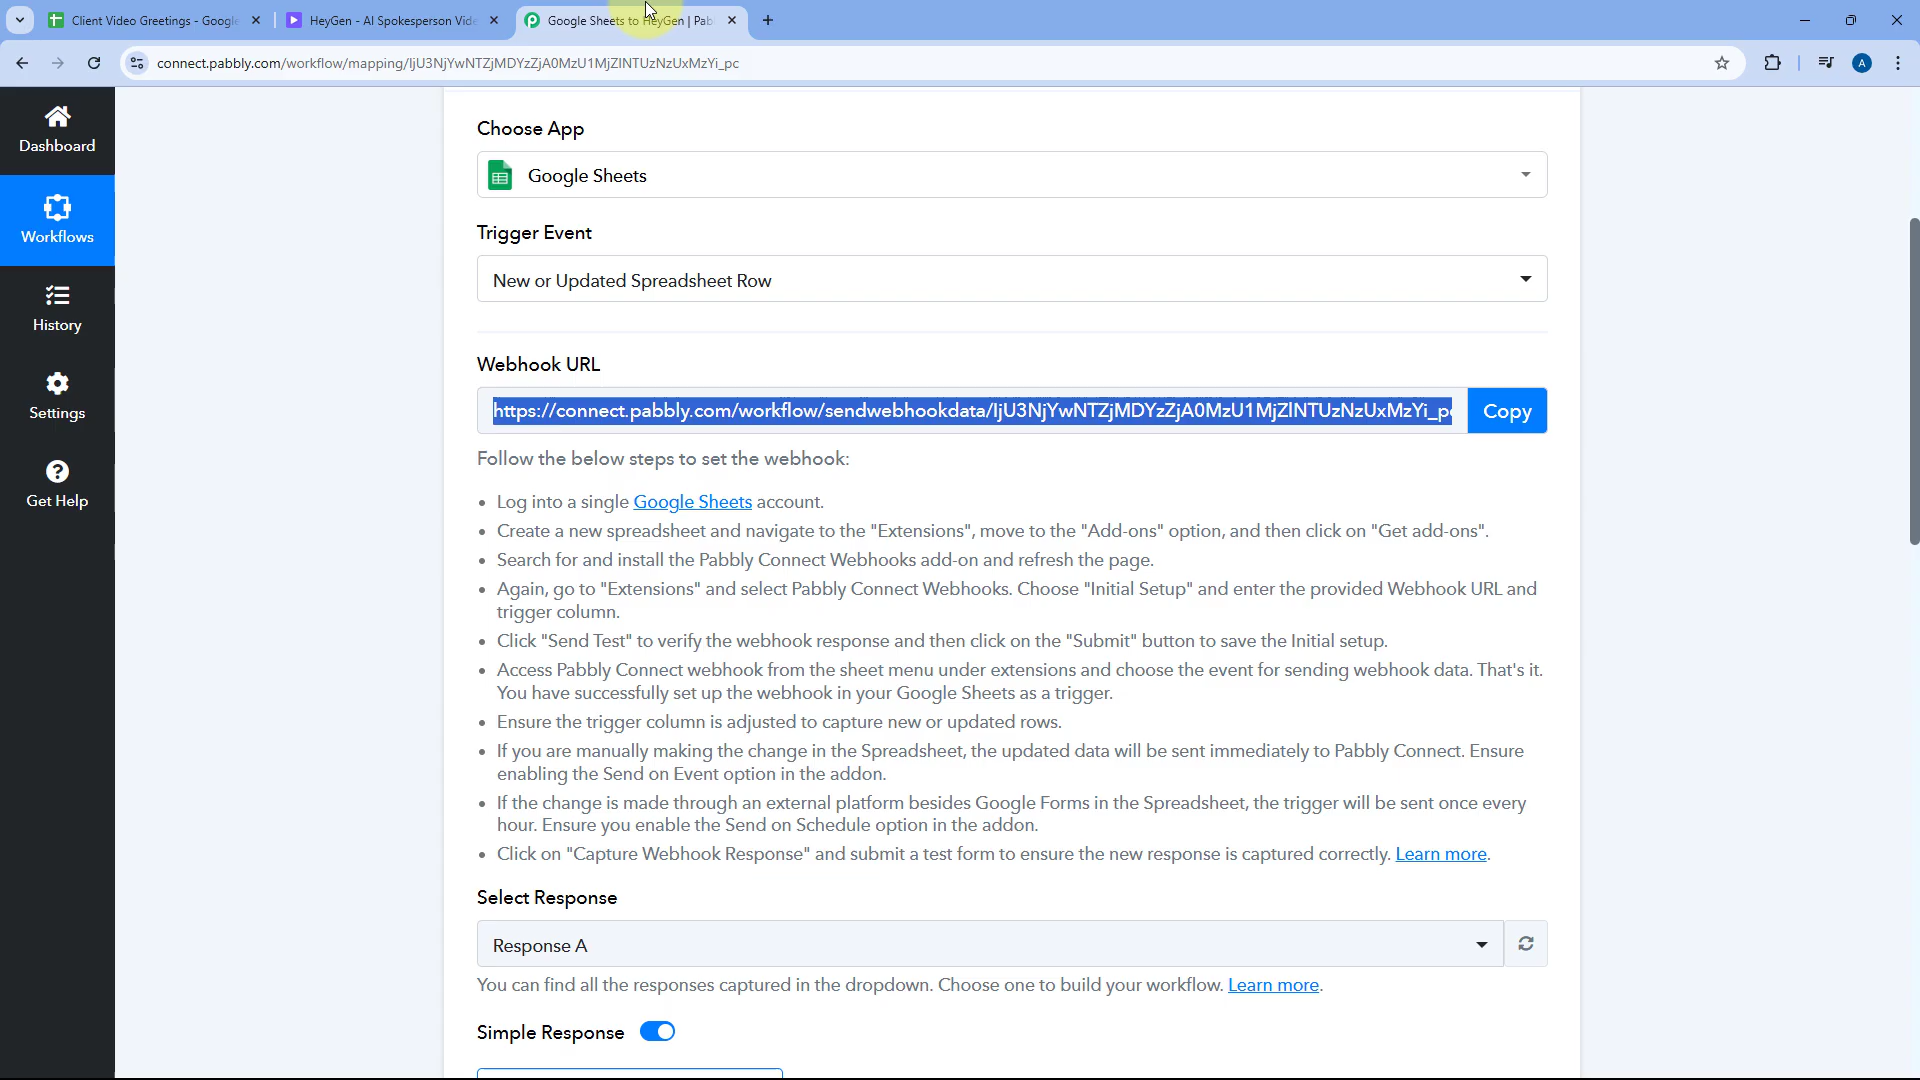 Client Video Greetings - Google
HeyGen - AI Spokesperson Vide
Google Sheets to HeyGen | Pab
connect.pabbly.com/workflow/mapping/IjU3NjYwNTZjMDYzZjA0MzU1MjZlNTUzNzUxMzYi_pc
A
Dashboard
Workflows
History
Settings
Get Help
Choose App
Google Sheets
Trigger Event
New or Updated Spreadsheet Row
Webhook URL
https://connect.pabbly.com/workflow/sendwebhookdata/IjU3NjYwNTZjMDYzZjA0MzU1MjZlNTUzNzUxMzYi_pc
Copy
Follow the below steps to set the webhook:
• Log into a single Google Sheets account.
• Create a new spreadsheet and navigate to the "Extensions", move to the "Add-ons" option, and then click on "Get add-ons".
• Search for and install the Pabbly Connect Webhooks add-on and refresh the page.
• Again, go to "Extensions" and select Pabbly Connect Webhooks. Choose "Initial Setup" and enter the provided Webhook URL and
trigger column.
• Click "Send Test" to verify the webhook response and then click on the "Submit" button to save the Initial setup.
• Access Pabbly Connect webhook from the sheet menu under extensions and choose the event for sending webhook data. That's it.
You have successfully set up the webhook in your Google Sheets as a trigger.
• Ensure the trigger column is adjusted to capture new or updated rows.
• If you are manually making the change in the Spreadsheet, the updated data will be sent immediately to Pabbly Connect. Ensure
enabling the Send on Event option in the addon.
• If the change is made through an external platform besides Google Forms in the Spreadsheet, the trigger will be sent once every
hour. Ensure you enable the Send on Schedule option in the addon.
• Click on "Capture Webhook Response" and submit a test form to ensure the new response is captured correctly. Learn more.
Select Response
Response A
You can find all the responses captured in the dropdown. Choose one to build your workflow. Learn more.
Simple Response